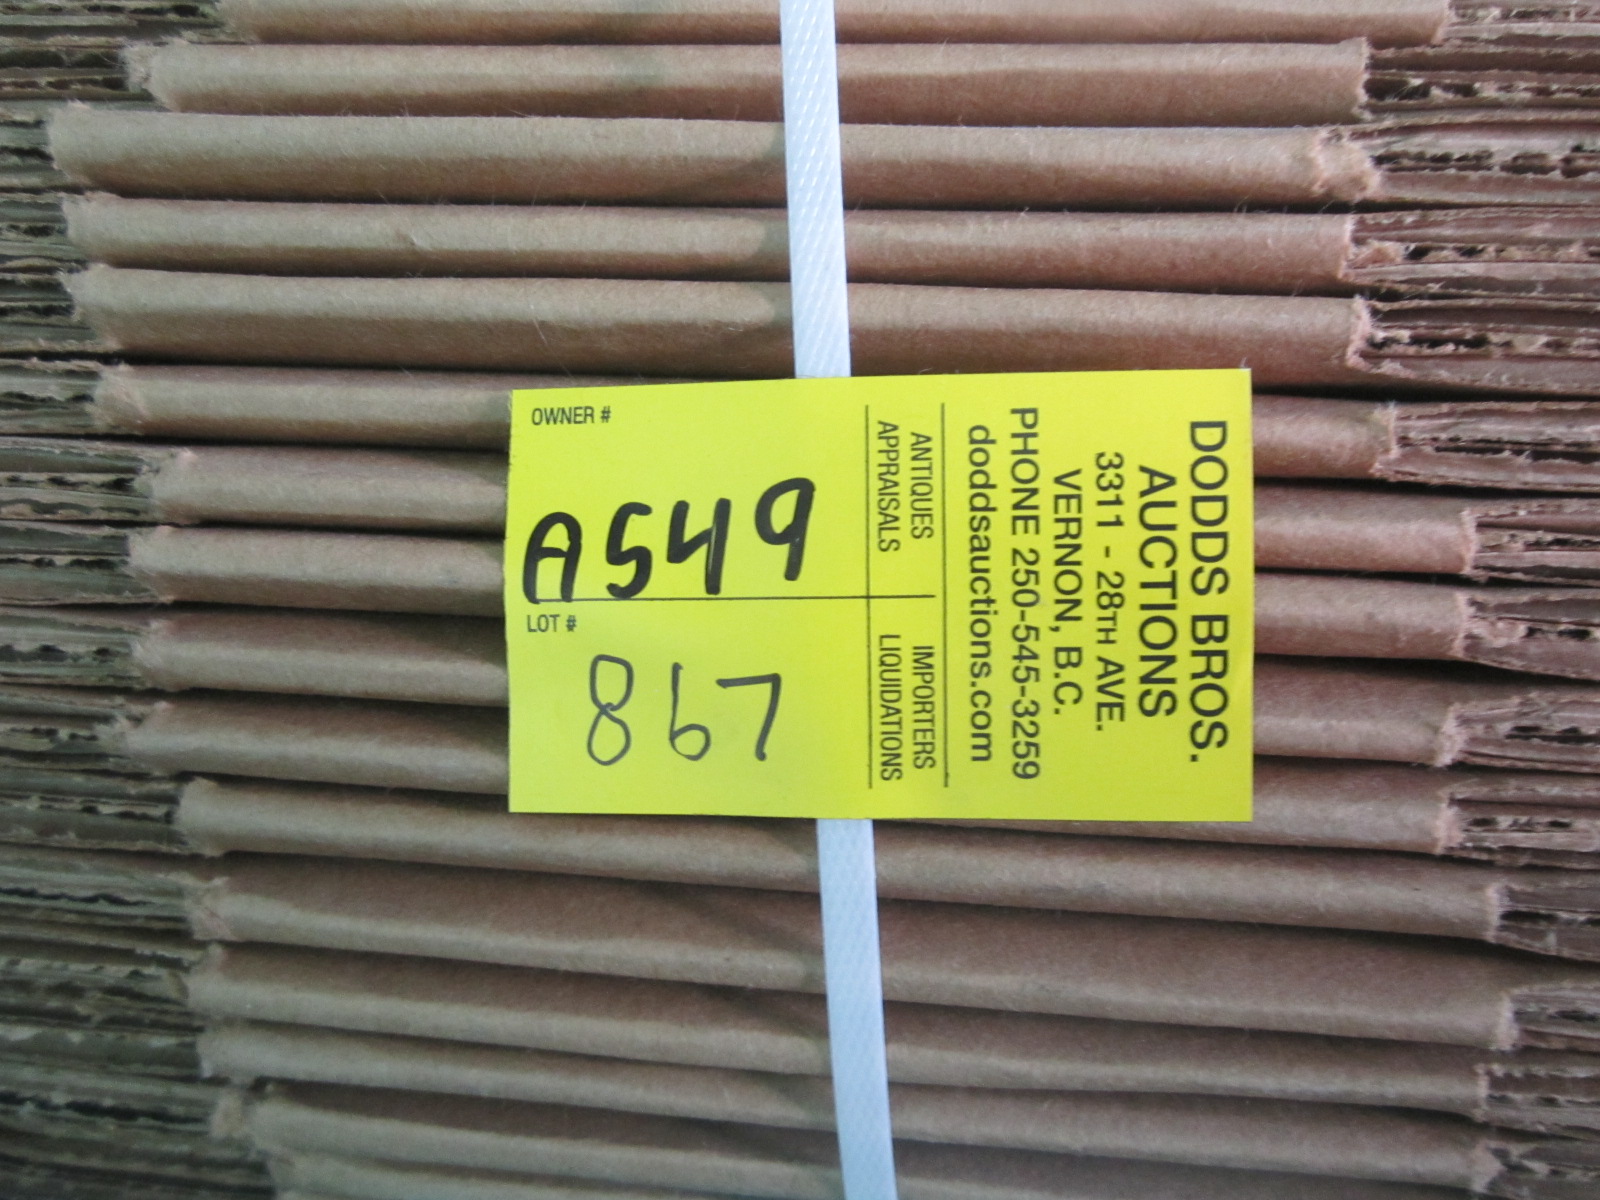 OWNER #
A549
LOT #
867
DODDS BROS.
AUCTIONS
3311 - 28TH AVE.
VERNON, B.C.
PHONE 250-545-3259
doddsauctions.com
ANTIQUES
APPRAISALS
IMPORTERS
LIQUIDATIONS